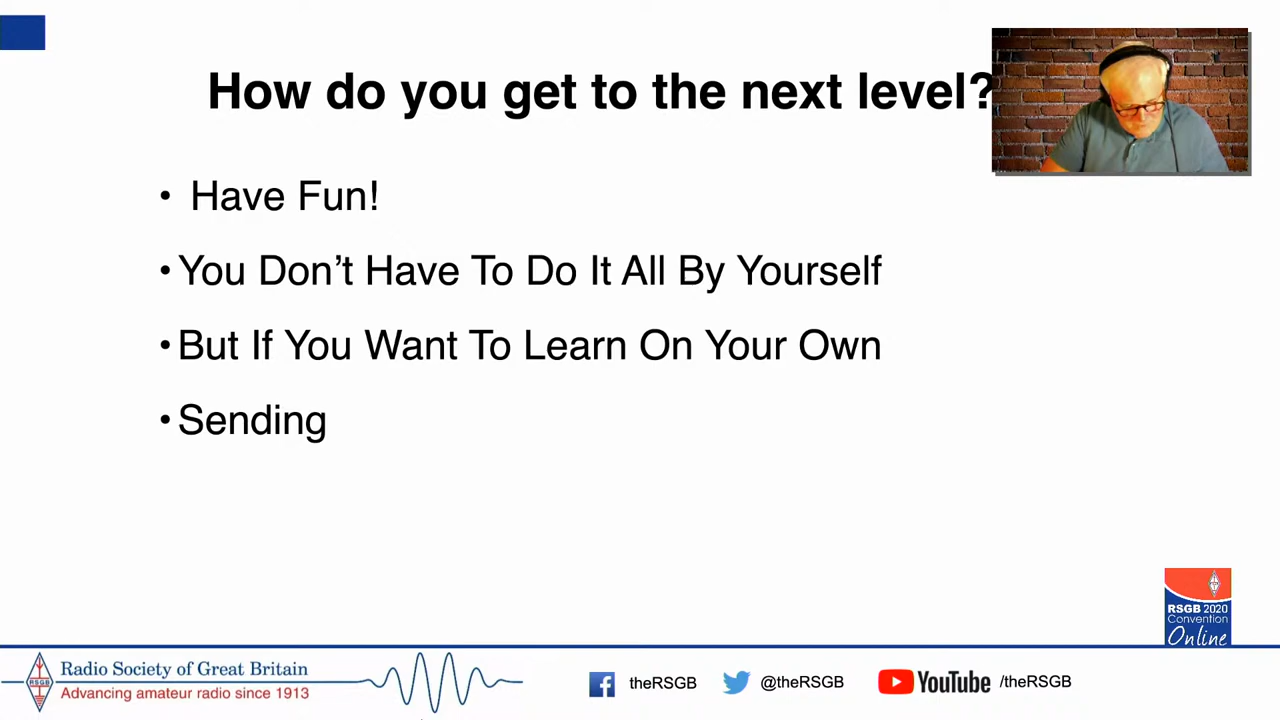 How do you get to the next level?
• Have Fun!
• You Don't Have To Do It All By Yourself
• But If You Want To Learn On Your Own
• Sending
RSGB 2020
Convention
Online
RSGB
Radio Society of Great Britain
Advancing amateur radio since 1913
theRSGB
@theRSGB
YouTube /theRSGB